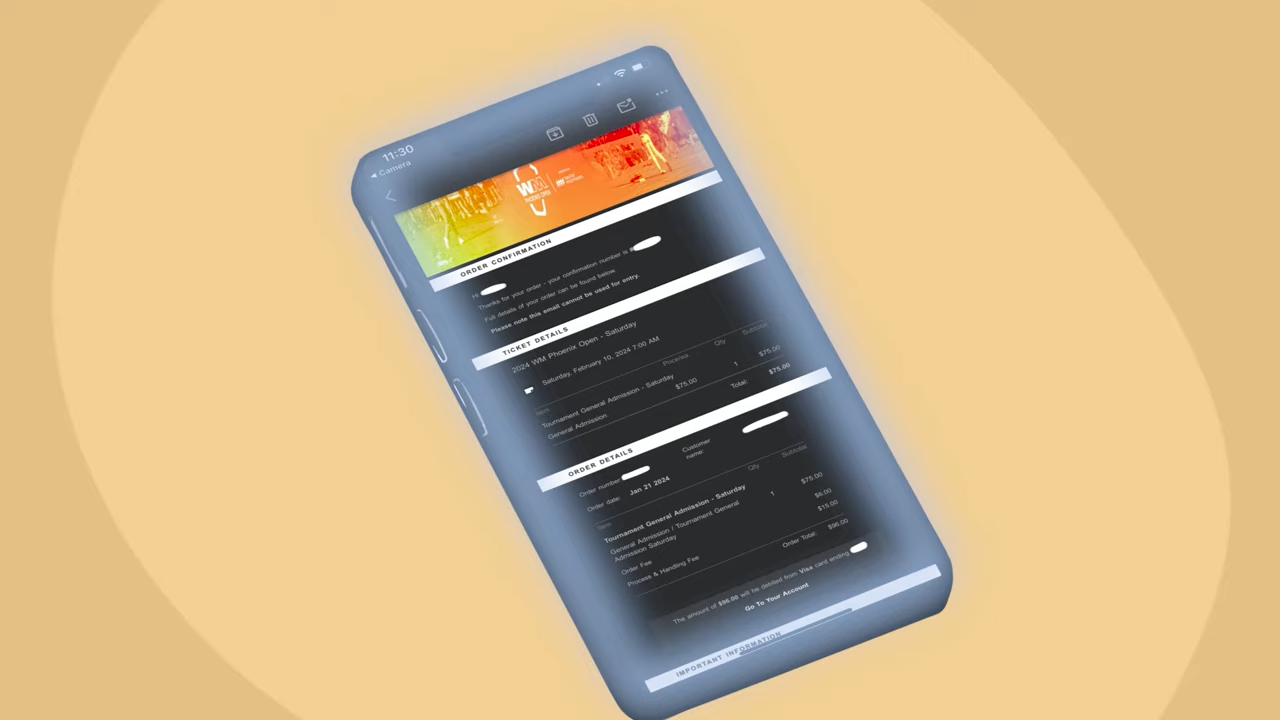 11:30
Camera
WM
PHOENIX OPEN
ORDER CONFIRMATION
Hi
Thanks for your order - your confirmation number is
Full details of your order can be found below.
Please note this email cannot be used for entry.
TICKET DETAILS
2024 WM Phoenix Open - Saturday
Saturday, February 10, 2024 7:00 AM
Item Price/ea. Qty Subtotal
Tournament General Admission - Saturday $75.00 1 $75.00
General Admission Total: $75.00
ORDER DETAILS
Order number: Customer name:
Order date: Jan 21 2024
Item Qty Subtotal
Tournament General Admission - Saturday 1 $75.00
General Admission / Tournament General
Admission Saturday
Order Fee $6.00
Process & Handling Fee $15.00
Order Total: $96.00
The amount of $96.00 will be debited from Visa card ending
Go To Your Account
IMPORTANT INFORMATION